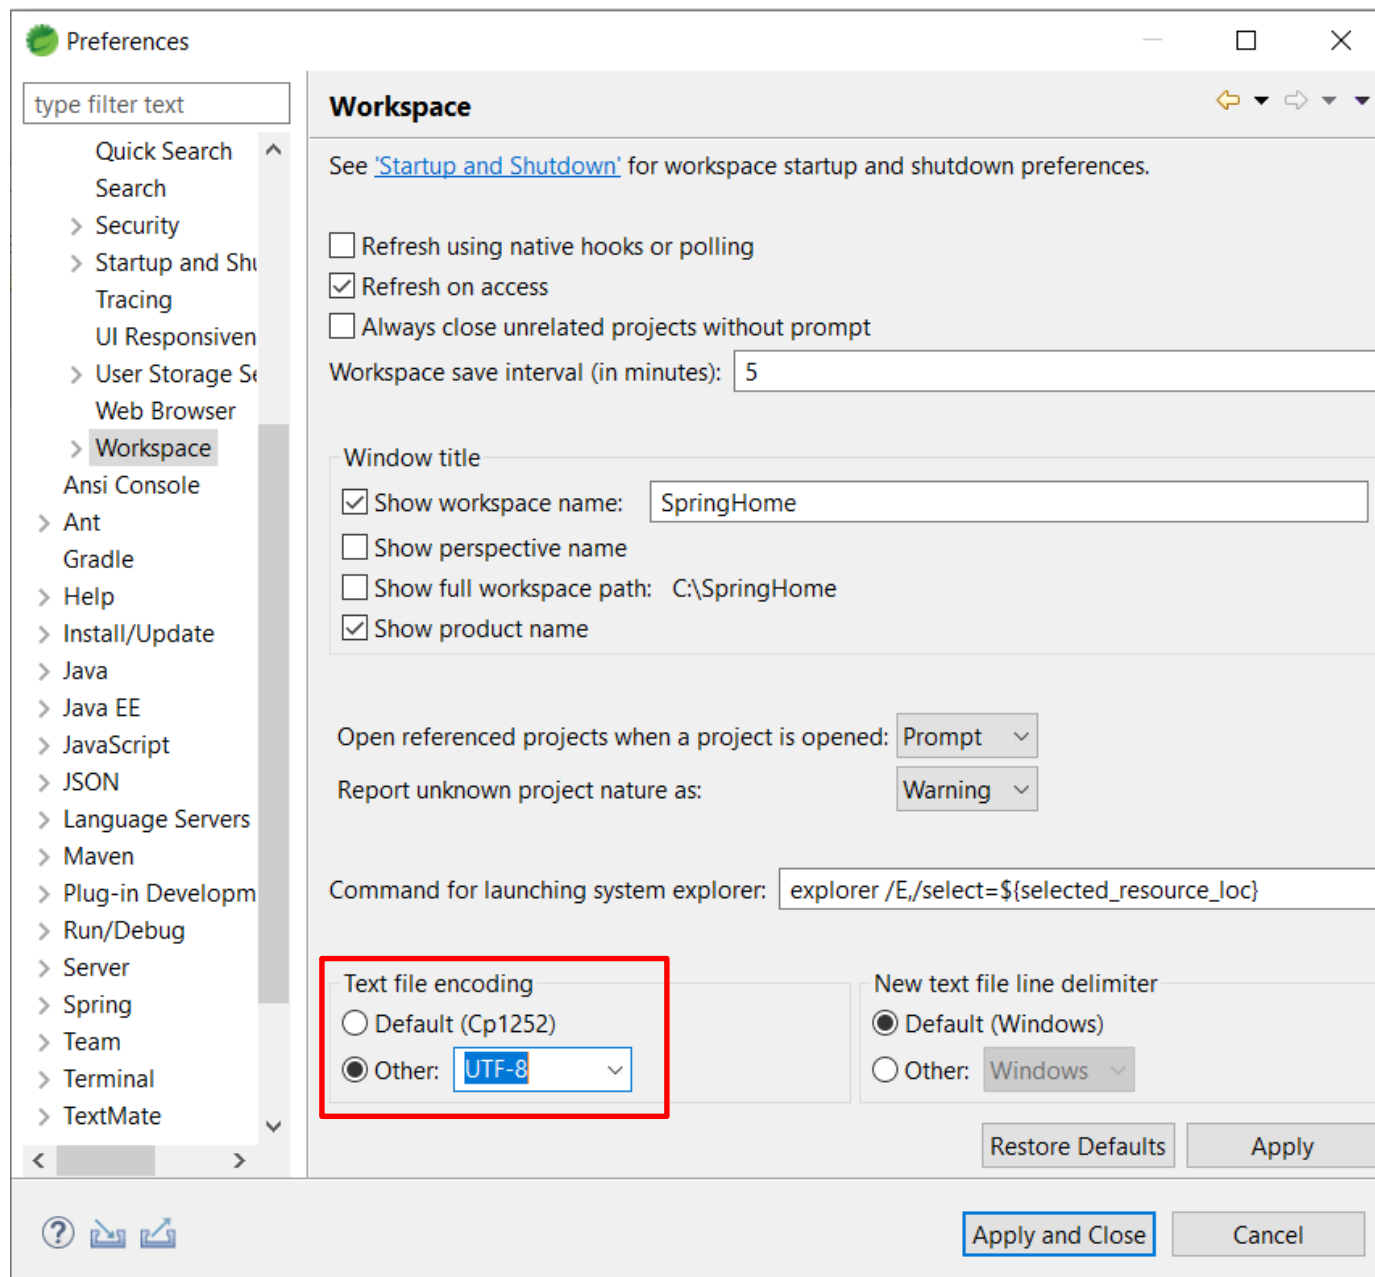 Preferences
type filter text
Quick Search
Search
Security
Startup and Shu
Tracing
UI Responsiven
User Storage Se
Web Browser
Workspace
Ansi Console
Ant
Gradle
Help
Install/Update
Java
Java EE
JavaScript
JSON
Language Servers
Maven
Plug-in Developm
Run/Debug
Server
Spring
Team
Terminal
TextMate
Workspace
See 'Startup and Shutdown' for workspace startup and shutdown preferences.
Refresh using native hooks or polling
Refresh on access
Always close unrelated projects without prompt
Workspace save interval (in minutes): 5
Window title
Show workspace name: SpringHome
Show perspective name
Show full workspace path: C:\SpringHome
Show product name
Open referenced projects when a project is opened: Prompt
Report unknown project nature as: Warning
Command for launching system explorer: explorer /E,/select=${selected_resource_loc}
Text file encoding
Default (Cp1252)
Other: UTF-8
New text file line delimiter
Default (Windows)
Other: Windows
Restore Defaults Apply
Apply and Close Cancel